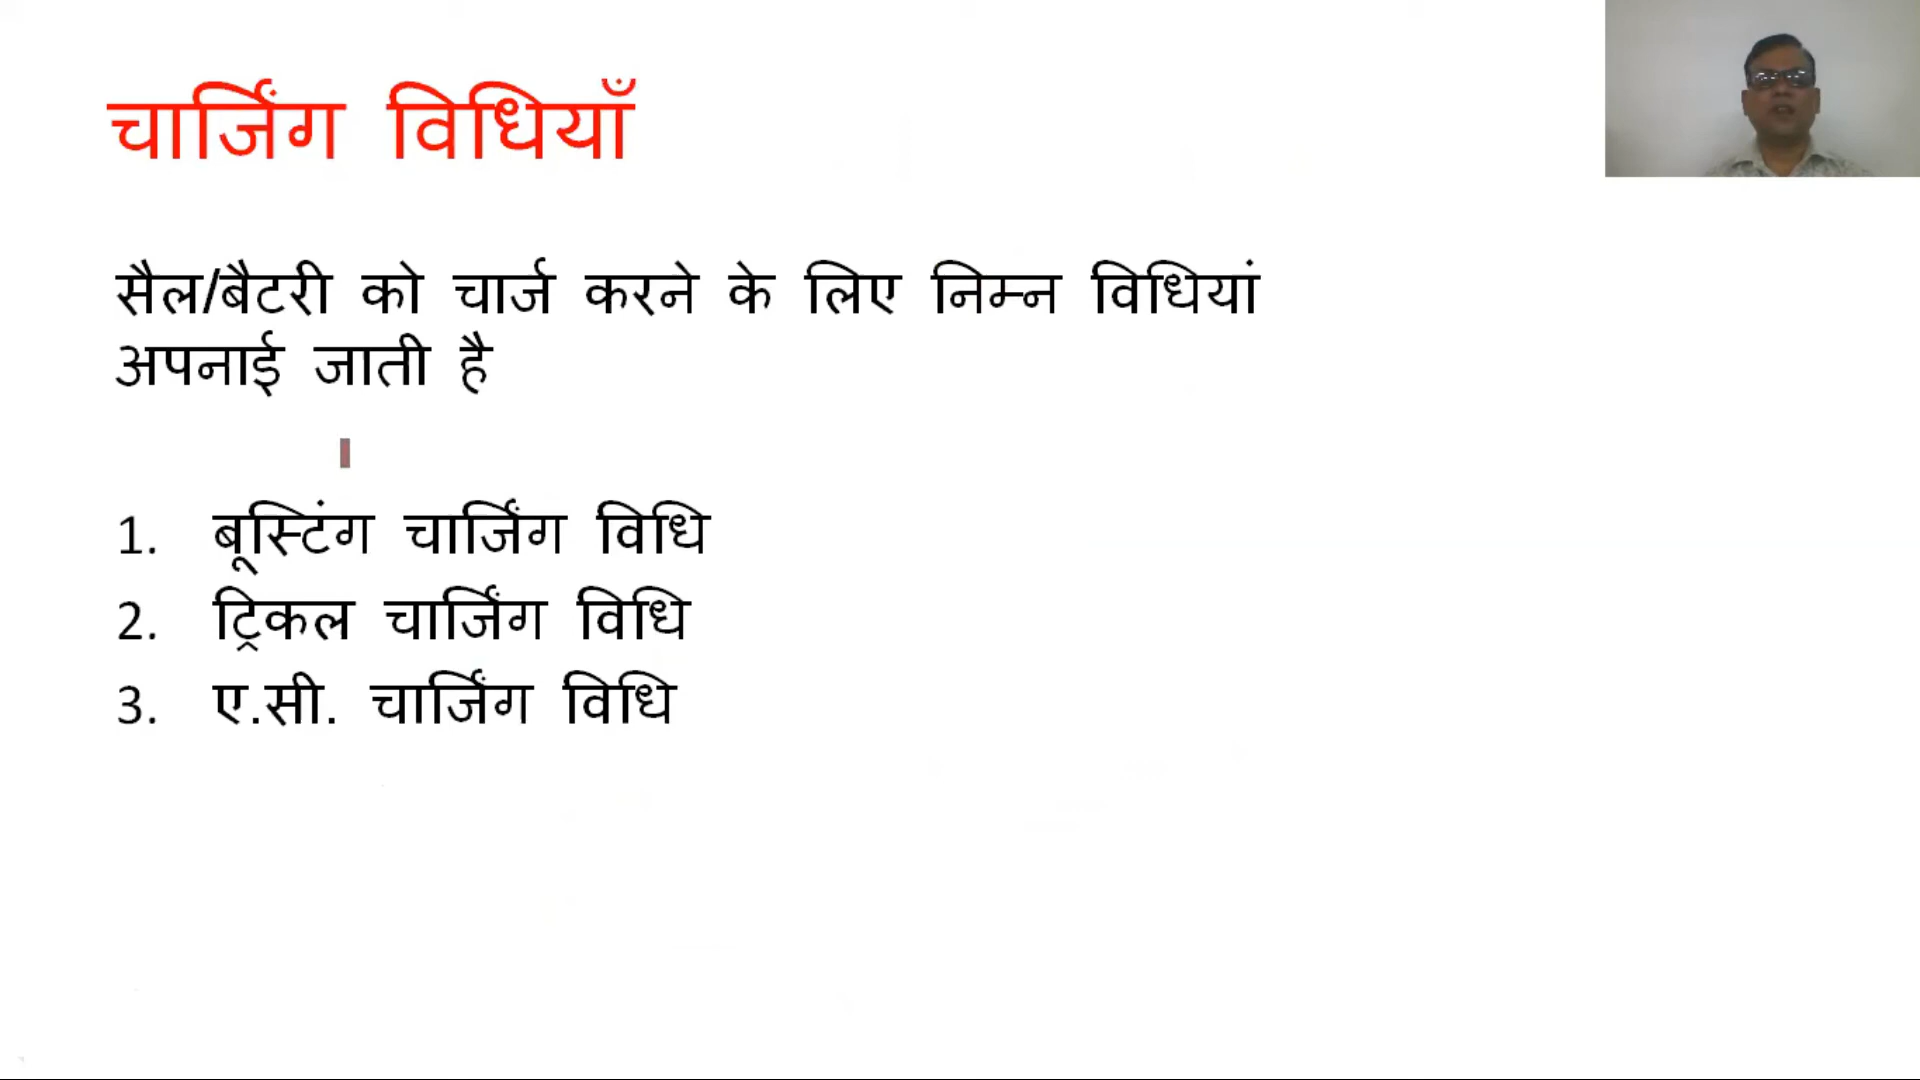 चार्जिंग विधियाँ
सैल/बैटरी को चार्ज करने के लिए निम्न विधियां
अपनाई जाती है
1. बूस्टिंग चार्जिंग विधि
2. ट्रिकल चार्जिंग विधि
3. ए.सी. चार्जिंग विधि